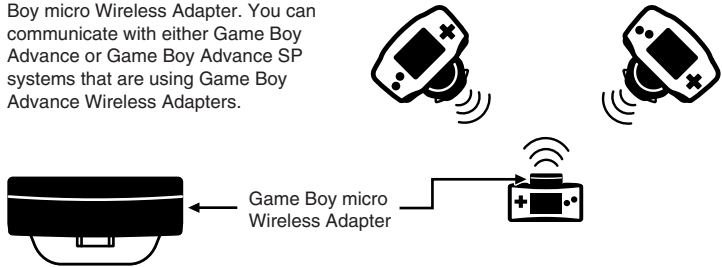 Boy micro Wireless Adapter. You can
communicate with either Game Boy
Advance or Game Boy Advance SP
systems that are using Game Boy
Advance Wireless Adapters.
Game Boy micro
Wireless Adapter